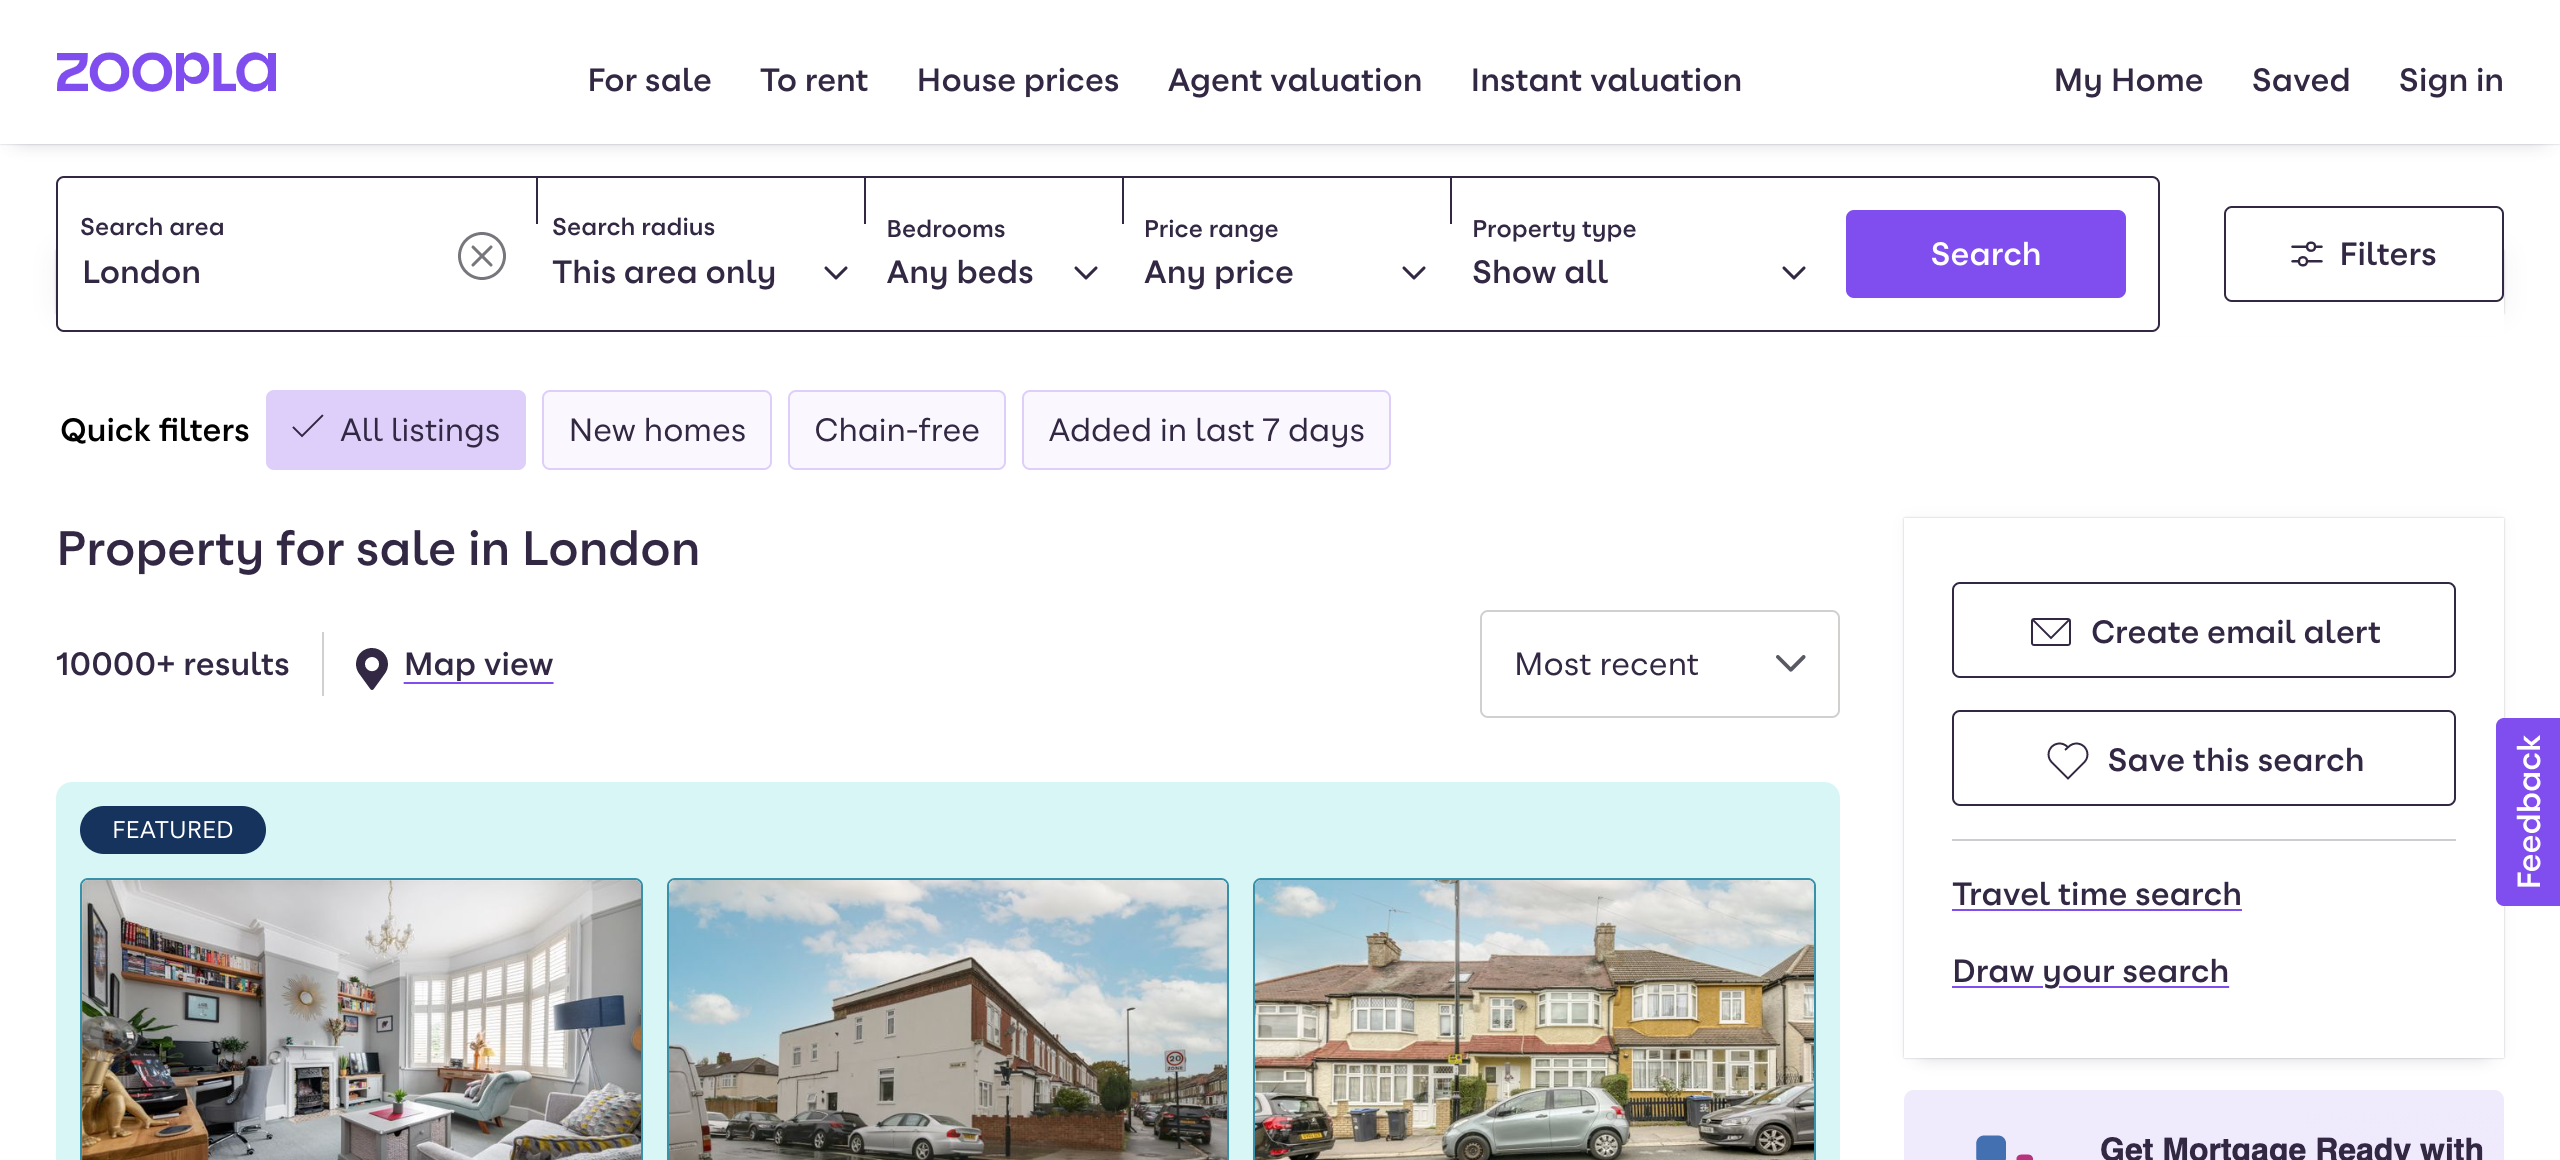 zoopla
For sale To rent House prices Agent valuation Instant valuation My Home Saved Sign in
Search area Search radius Bedrooms Price range Property type
London This area only Any beds Any price Show all Search Filters
Quick filters All listings New homes Chain-free Added in last 7 days
Property for sale in London
10000+ results Map view Most recent
Create email alert
Save this search
Feedback
FEATURED
Travel time search
Draw your search
20
ZONE
Get Mortgage Ready with